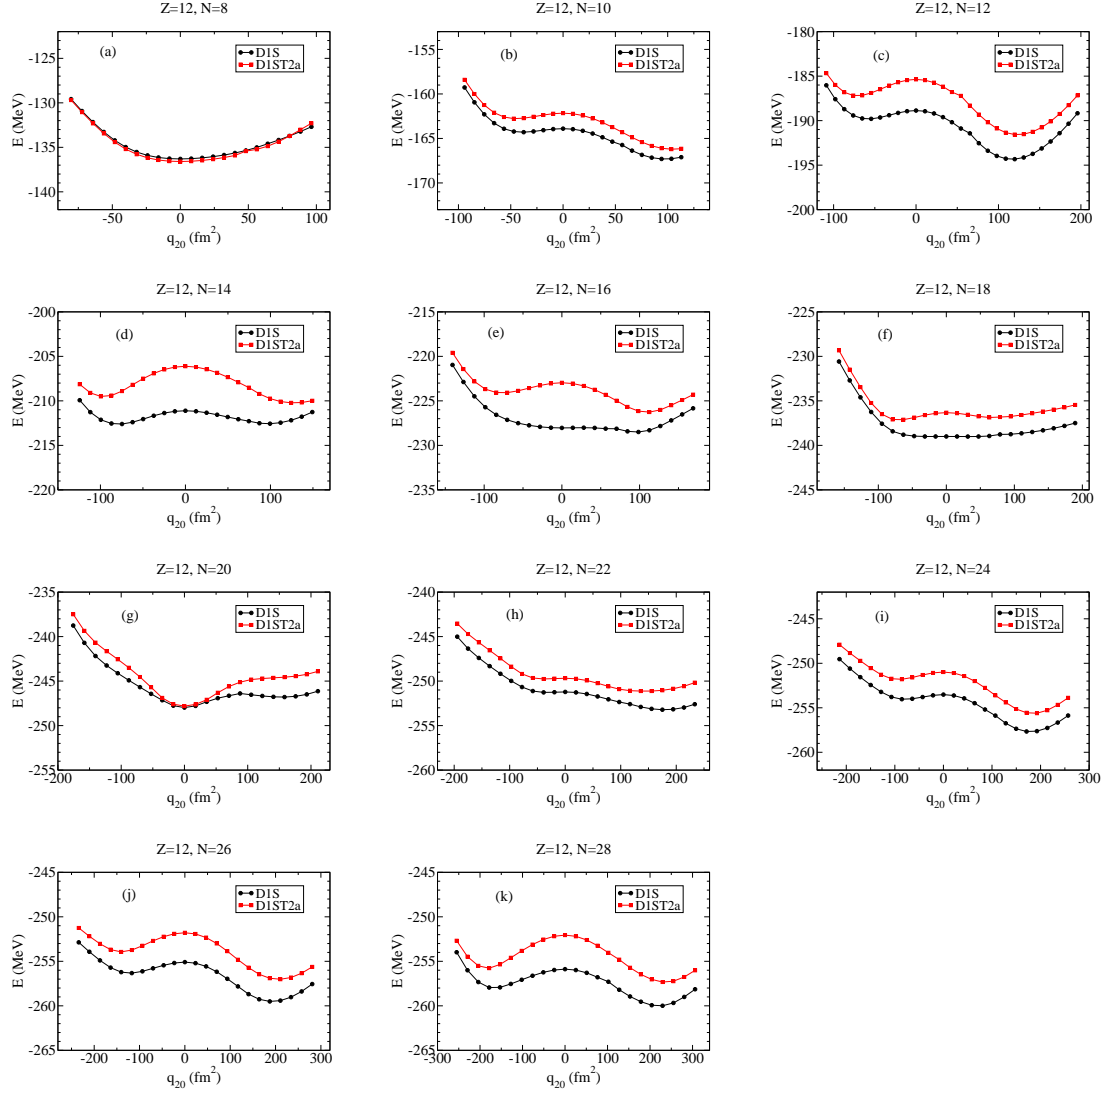 Z=12, N=8
(a)
D1S
D1ST2a
E (MeV)
-125
-130
-135
-140
-50
0
50
100
q20 (fm2)
Z=12, N=10
(b)
D1S
D1ST2a
E (MeV)
-155
-160
-165
-170
-100
-50
0
50
100
q20 (fm2)
Z=12, N=12
(c)
D1S
D1ST2a
E (MeV)
-180
-185
-190
-195
-200
-100
0
100
200
q20 (fm2)
Z=12, N=14
(d)
D1S
D1ST2a
E (MeV)
-200
-205
-210
-215
-220
-100
0
100
q20 (fm2)
Z=12, N=16
(e)
D1S
D1ST2a
E (MeV)
-215
-220
-225
-230
-235
-100
0
100
q20 (fm2)
Z=12, N=18
(f)
D1S
D1ST2a
E (MeV)
-225
-230
-235
-240
-245
-100
0
100
200
q20 (fm2)
Z=12, N=20
(g)
D1S
D1ST2a
E (MeV)
-235
-240
-245
-250
-255
-200
-100
0
100
200
q20 (fm2)
Z=12, N=22
(h)
D1S
D1ST2a
E (MeV)
-240
-245
-250
-255
-260
-200
-100
0
100
200
q20 (fm2)
Z=12, N=24
(i)
D1S
D1ST2a
E (MeV)
-245
-250
-255
-260
-200
-100
0
100
200
300
q20 (fm2)
Z=12, N=26
(j)
D1S
D1ST2a
E (MeV)
-245
-250
-255
-260
-265
-200
-100
0
100
200
300
q20 (fm2)
Z=12, N=28
(k)
D1S
D1ST2a
E (MeV)
-245
-250
-255
-260
-265
-300
-200
-100
0
100
200
300
q20 (fm2)